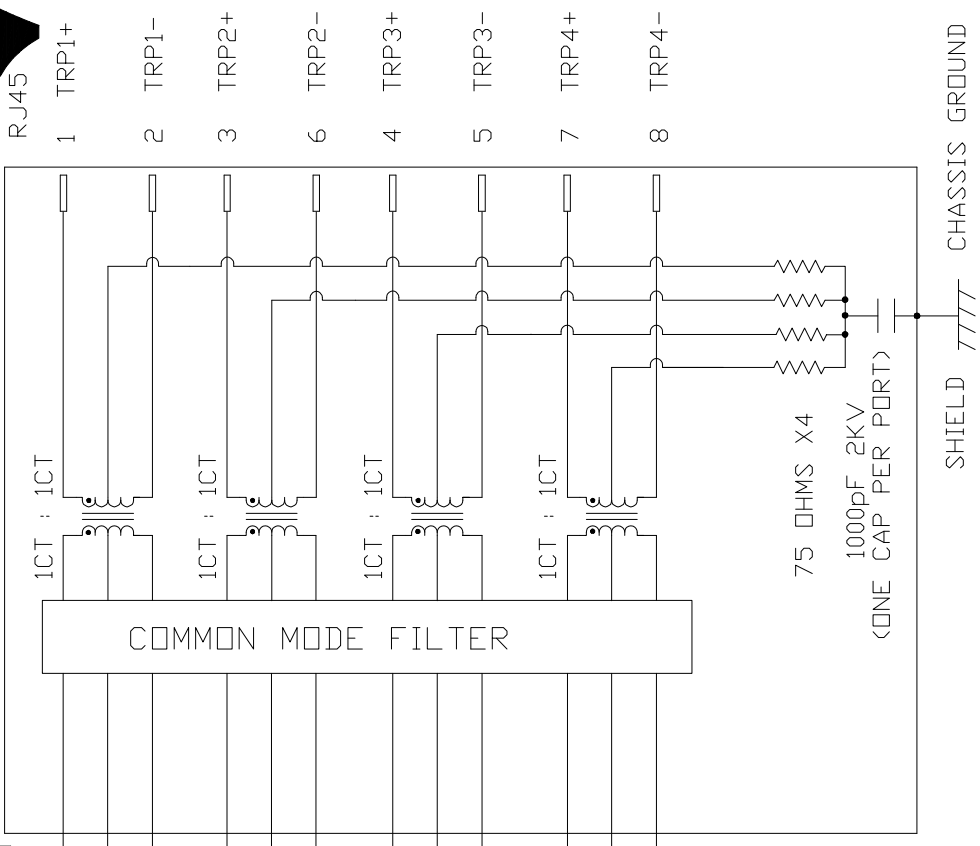 RJ45
1 TRP1+
2 TRP1-
3 TRP2+
6 TRP2-
4 TRP3+
5 TRP3-
7 TRP4+
8 TRP4-
SHIELD CHASSIS GROUND
1CT : 1CT
1CT : 1CT
1CT : 1CT
1CT : 1CT
75 OHMS X4
1000pF 2KV
(ONE CAP PER PORT)
COMMON MODE FILTER